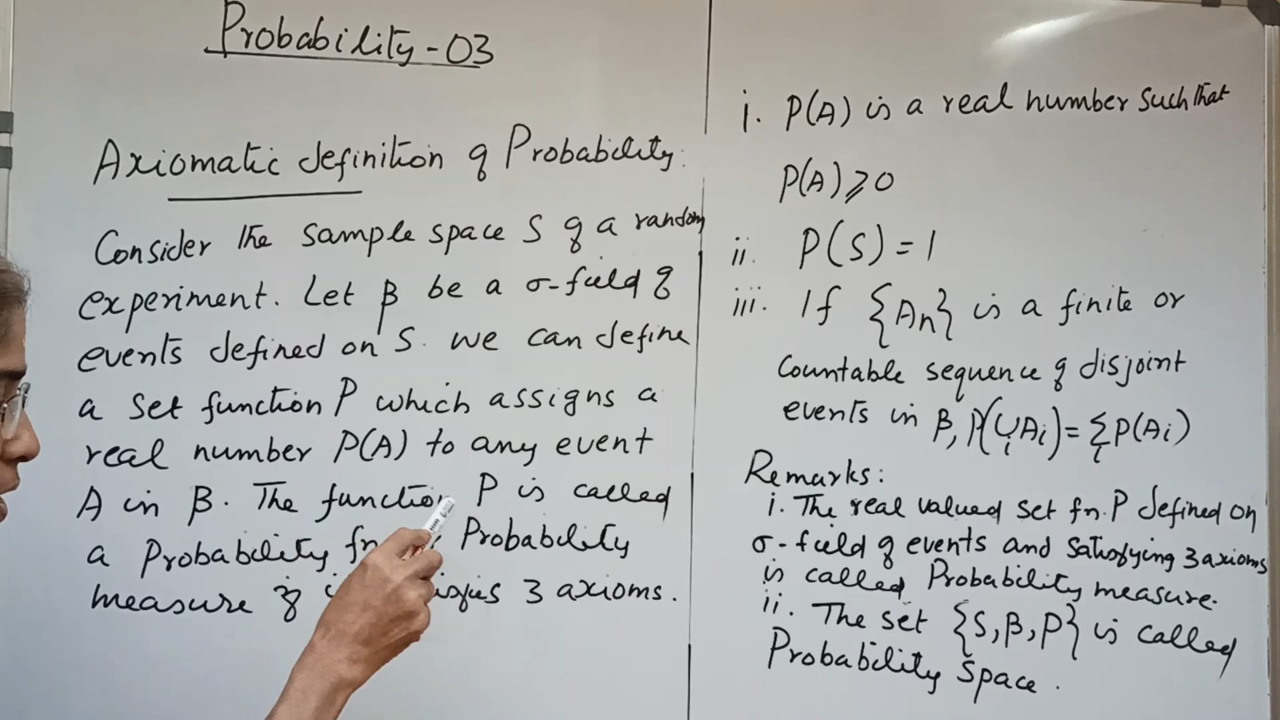 Probability-03
Axiomatic definition of Probability:
Consider the sample space S of a random
experiment. Let β be a σ-field of
events defined on S. We can define
a set function P which assigns a
real number P(A) to any event
A in β. The function P is called
a Probability fn Probability
measure if 3 axioms.
i. P(A) is a real number such that
P(A)⩾0
ii. P(S)=1
iii. If {An} is a finite or
countable sequence of disjoint
events in β, P(∪Ai)=ΣP(Ai)
i i
Remarks:
i. The real valued set fn. P defined on
σ-field of events and satisfying 3 axioms
is called Probability measure.
ii. The set {S, β, P} is called
Probability Space.